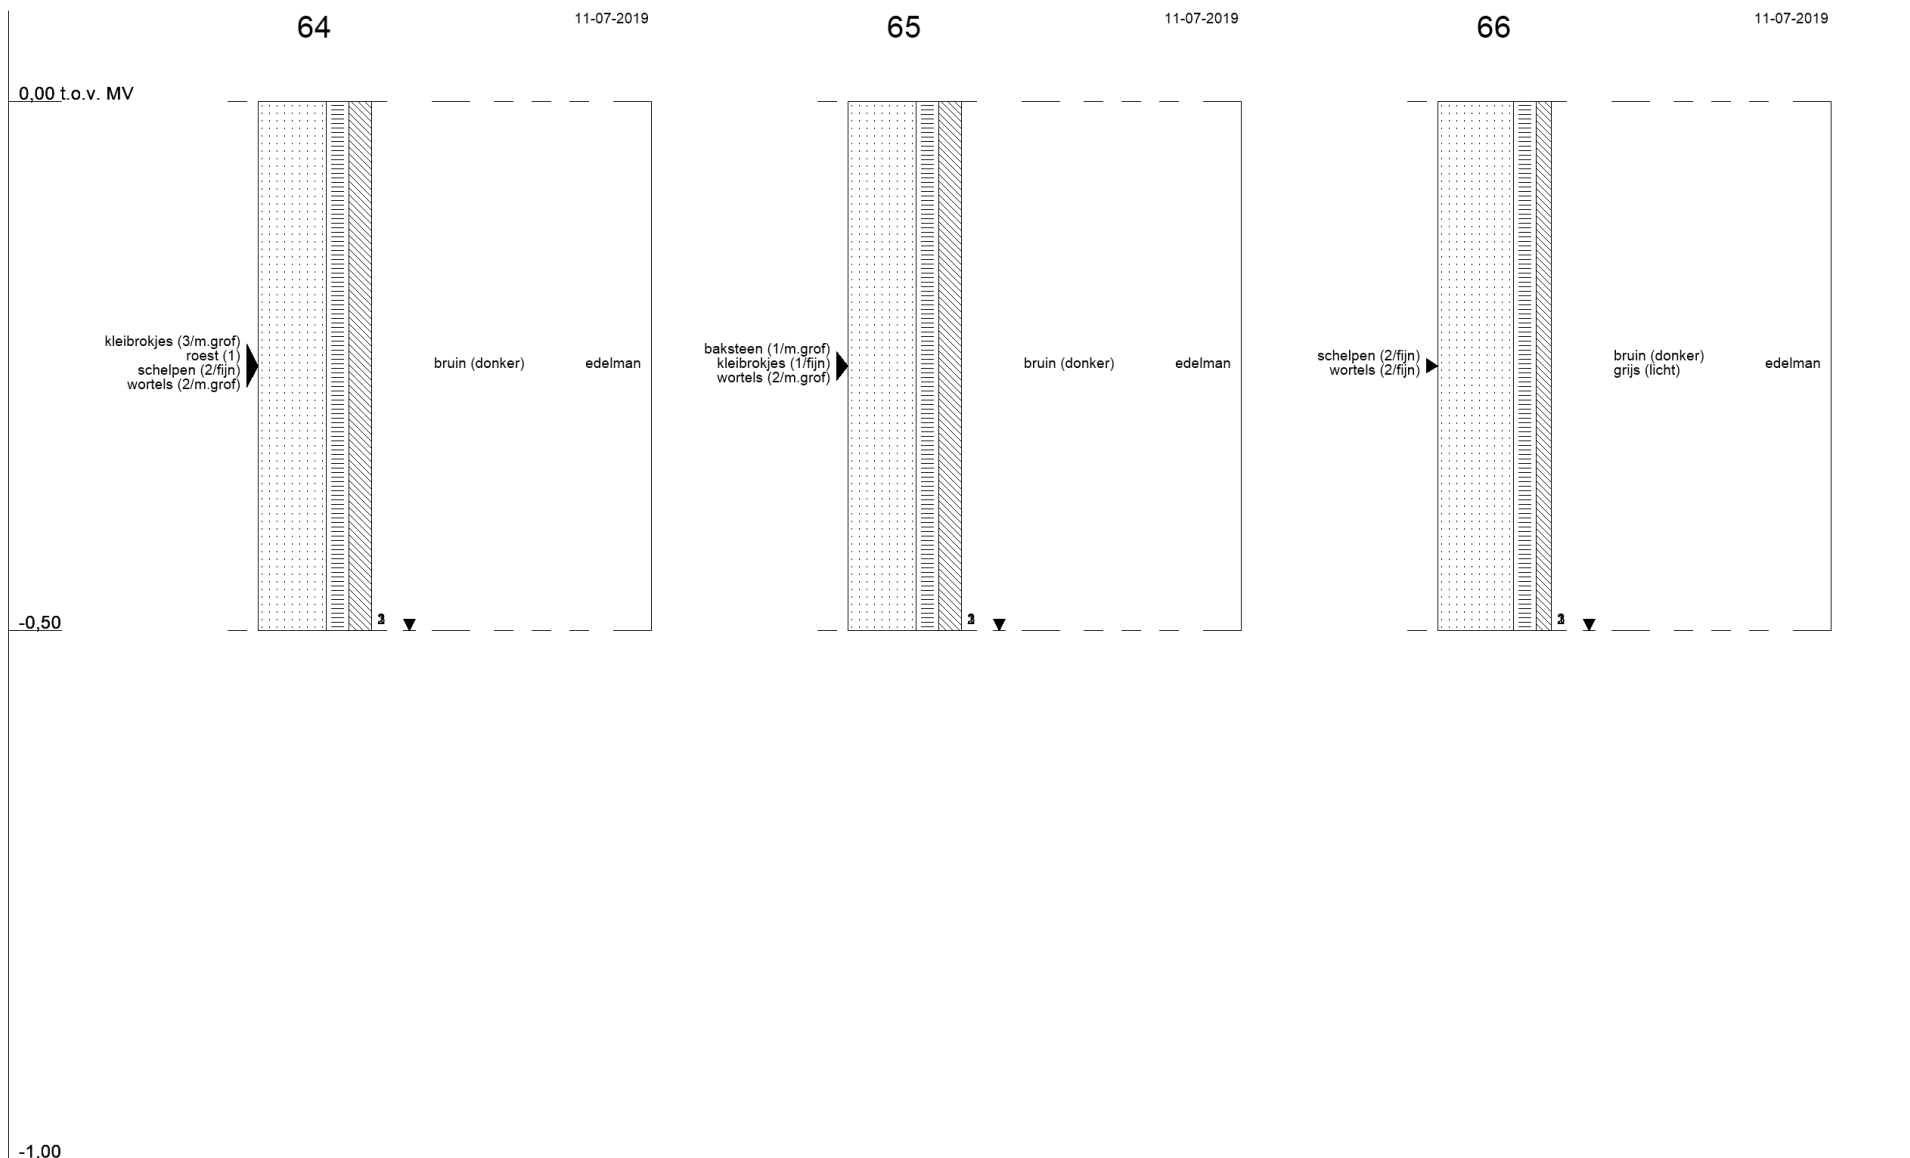 64
11-07-2019
65
11-07-2019
66
11-07-2019
0,00 t.o.v. MV
kleibrokjes (3/m.grof)
roest (1)
schelpen (2/fijn)
wortels (2/m.grof)
bruin (donker)
edelman
baksteen (1/m.grof)
kleibrokjes (1/fijn)
wortels (2/m.grof)
bruin (donker)
edelman
schelpen (2/fijn)
wortels (2/fijn)
bruin (donker)
grijs (licht)
edelman
-0,50
-1,00